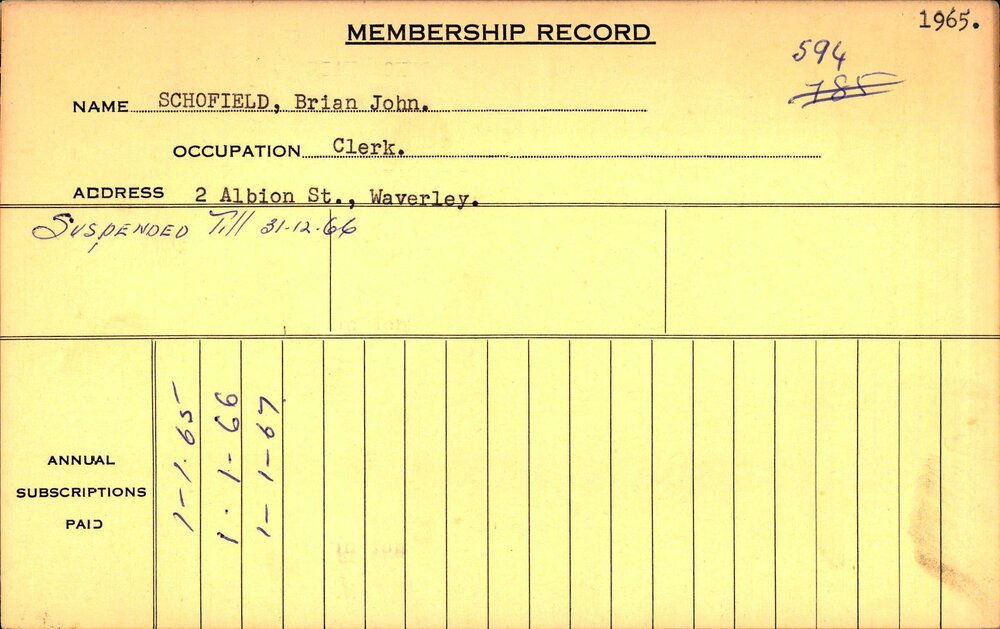 1965.
MEMBERSHIP RECORD
594
785
NAME SCHOFIELD, Brian John.
OCCUPATION Clerk.
ADDRESS 2 Albion St., Waverley.
Suspended Till 31-12-66
ANNUAL
SUBSCRIPTIONS
PAID
1-1.65
1.1-66
1-1-67